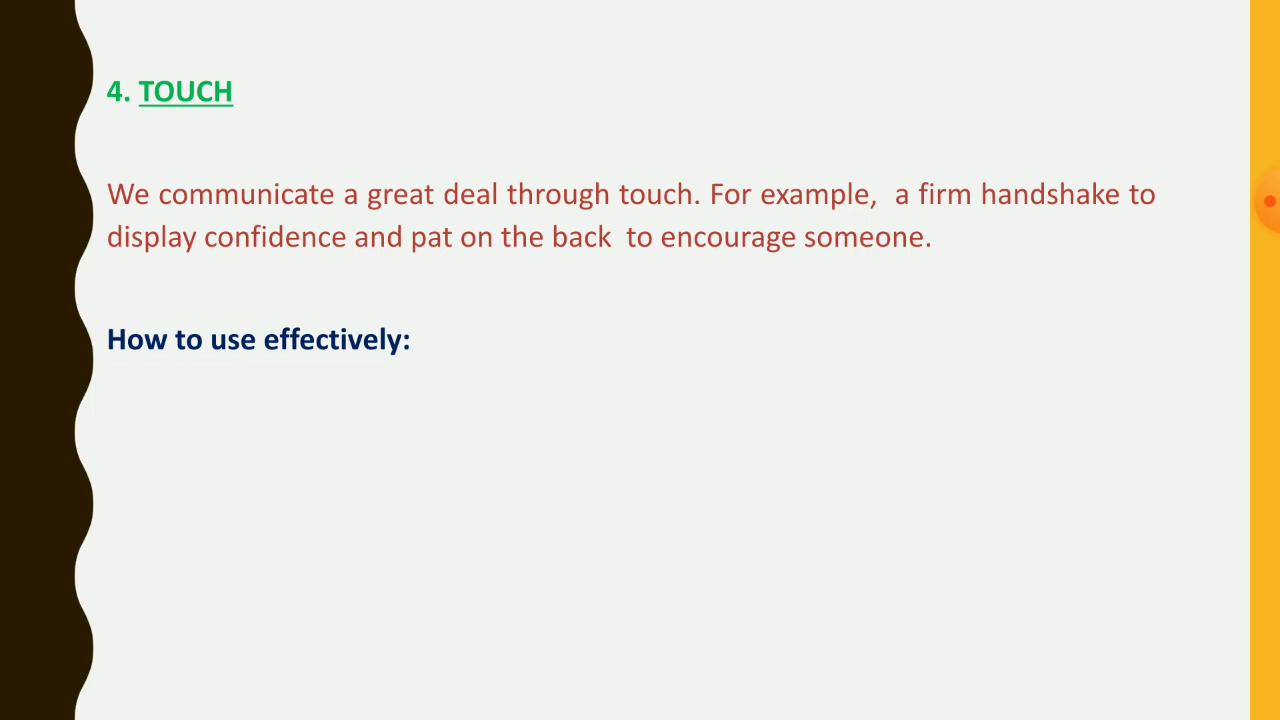 4. TOUCH
We communicate a great deal through touch. For example,  a firm handshake to
display confidence and pat on the back  to encourage someone.
How to use effectively: